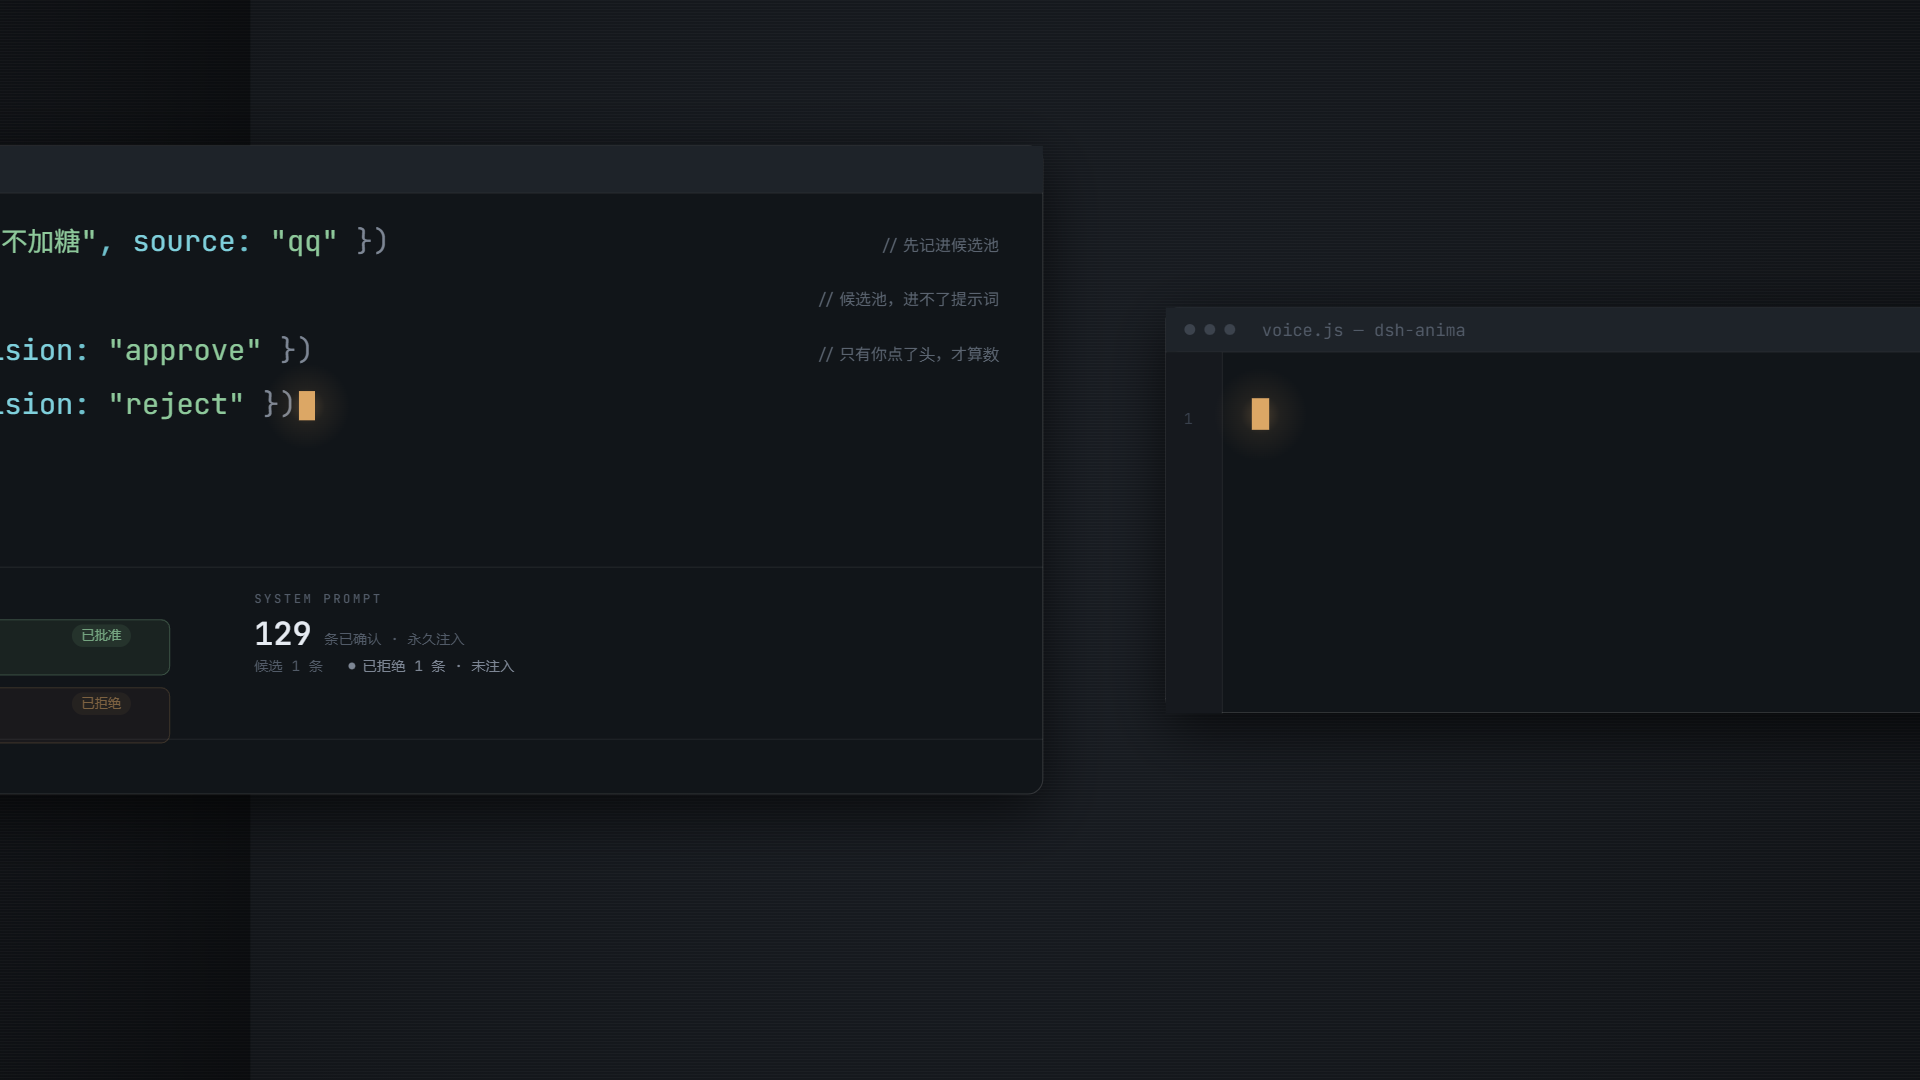 不加糖", source: "qq" })
// 先记进候选池
// 候选池，进不了提示词
sion: "approve" })
// 只有你点了头，才算数
sion: "reject" })
SYSTEM PROMPT
129 条已确认 · 永久注入
候选 1 条 ● 已拒绝 1 条 · 未注入
已批准
已拒绝
voice.js — dsh-anima
1